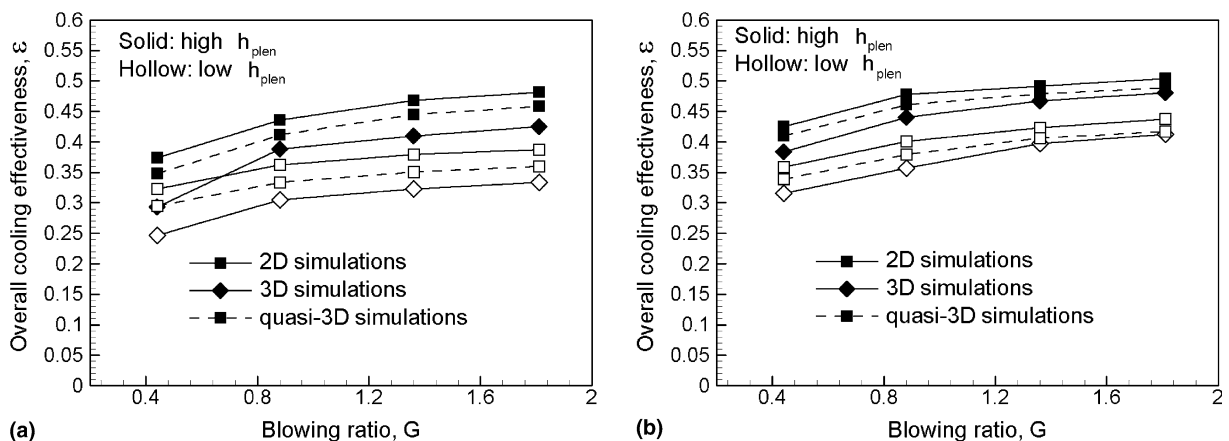 0.6
0.55
0.5
0.45
0.4
0.35
0.3
0.25
0.2
0.15
0.1
0.05
0
Overall cooling effectiveness, ε
Solid: high h_plen
Hollow: low h_plen
2D simulations
3D simulations
quasi-3D simulations
0.4 0.8 1.2 1.6 2
(a)
Blowing ratio, G
0.6
0.55
0.5
0.45
0.4
0.35
0.3
0.25
0.2
0.15
0.1
0.05
0
Overall cooling effectiveness, ε
Solid: high h_plen
Hollow: low h_plen
2D simulations
3D simulations
quasi-3D simulations
0.4 0.8 1.2 1.6 2
(b)
Blowing ratio, G